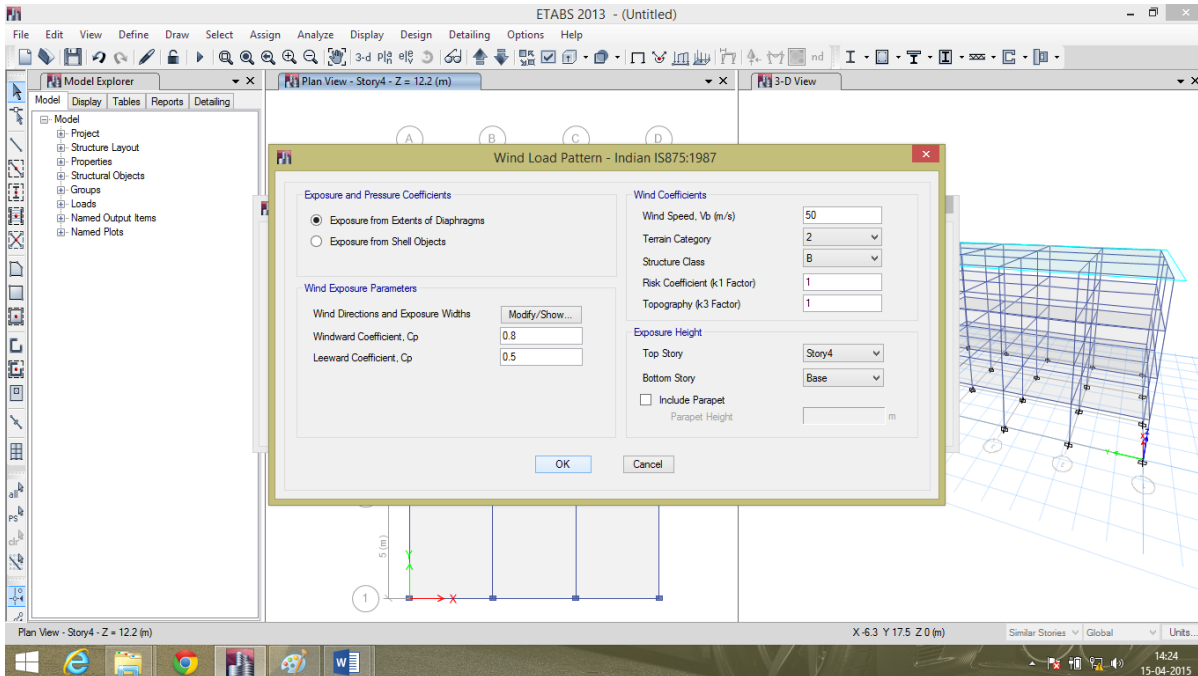 ETABS 2013 - (Untitled)
File Edit View Define Draw Select Assign Analyze Display Design Detailing Options Help
3-d
nd
Model Explorer
Plan View - Story4 - Z = 12.2 (m)
3-D View
Model Display Tables Reports Detailing
Model
Project
Structure Layout
Properties
Structural Objects
Groups
Loads
Named Output Items
Named Plots
A B C D
Wind Load Pattern - Indian IS875:1987
Exposure and Pressure Coefficients
Exposure from Extents of Diaphragms
Exposure from Shell Objects
Wind Exposure Parameters
Wind Directions and Exposure Widths Modify/Show...
Windward Coefficient, Cp 0.8
Leeward Coefficient, Cp 0.5
Wind Coefficients
Wind Speed, Vb (m/s) 50
Terrain Category 2
Structure Class B
Risk Coefficient (k1 Factor) 1
Topography (k3 Factor) 1
Exposure Height
Top Story Story4
Bottom Story Base
Include Parapet
Parapet Height m
OK Cancel
all
PS
clr
5 (m)
Y
1
X
Plan View - Story4 - Z = 12.2 (m)
X -6.3 Y 17.5 Z 0 (m)
Similar Stories Global Units...
14:24
15-04-2015